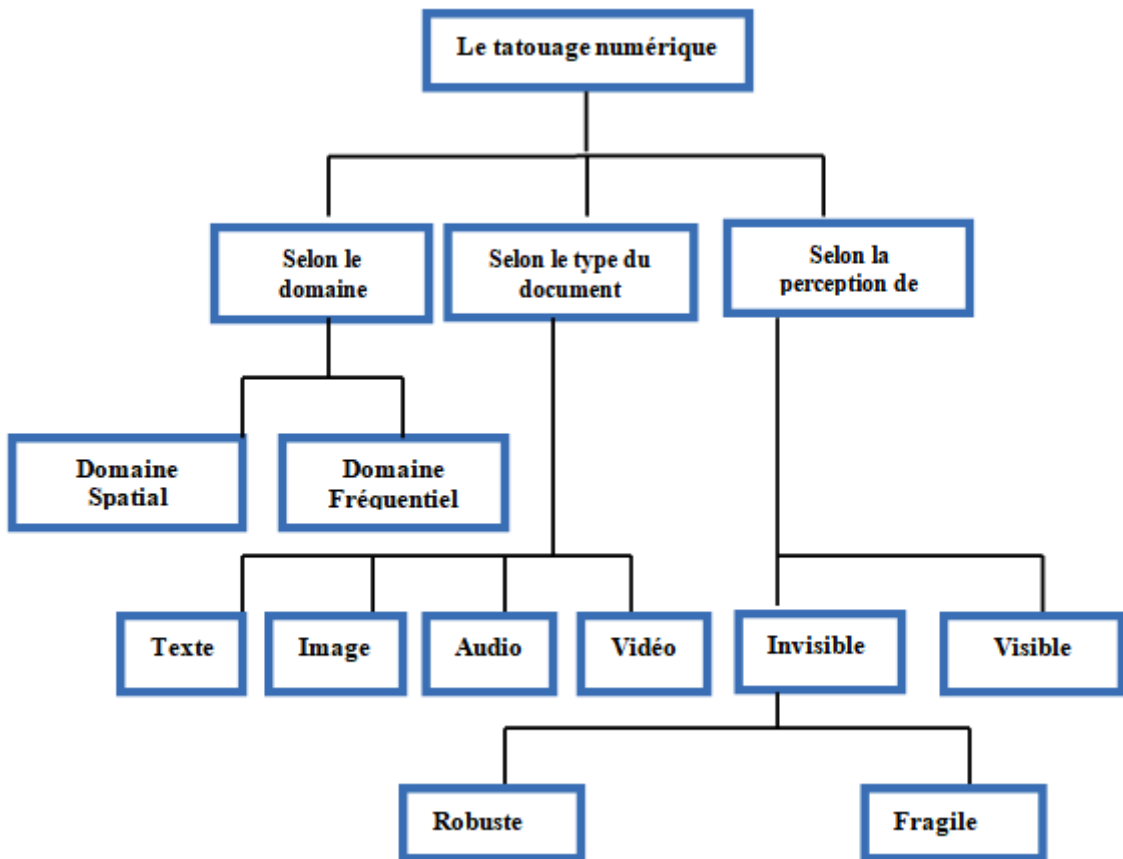 Le tatouage numérique
Selon le
domaine
Selon le type du
document
Selon la
perception de
Domaine
Spatial
Domaine
Fréquentiel
Texte
Image
Audio
Vidéo
Invisible
Visible
Robuste
Fragile